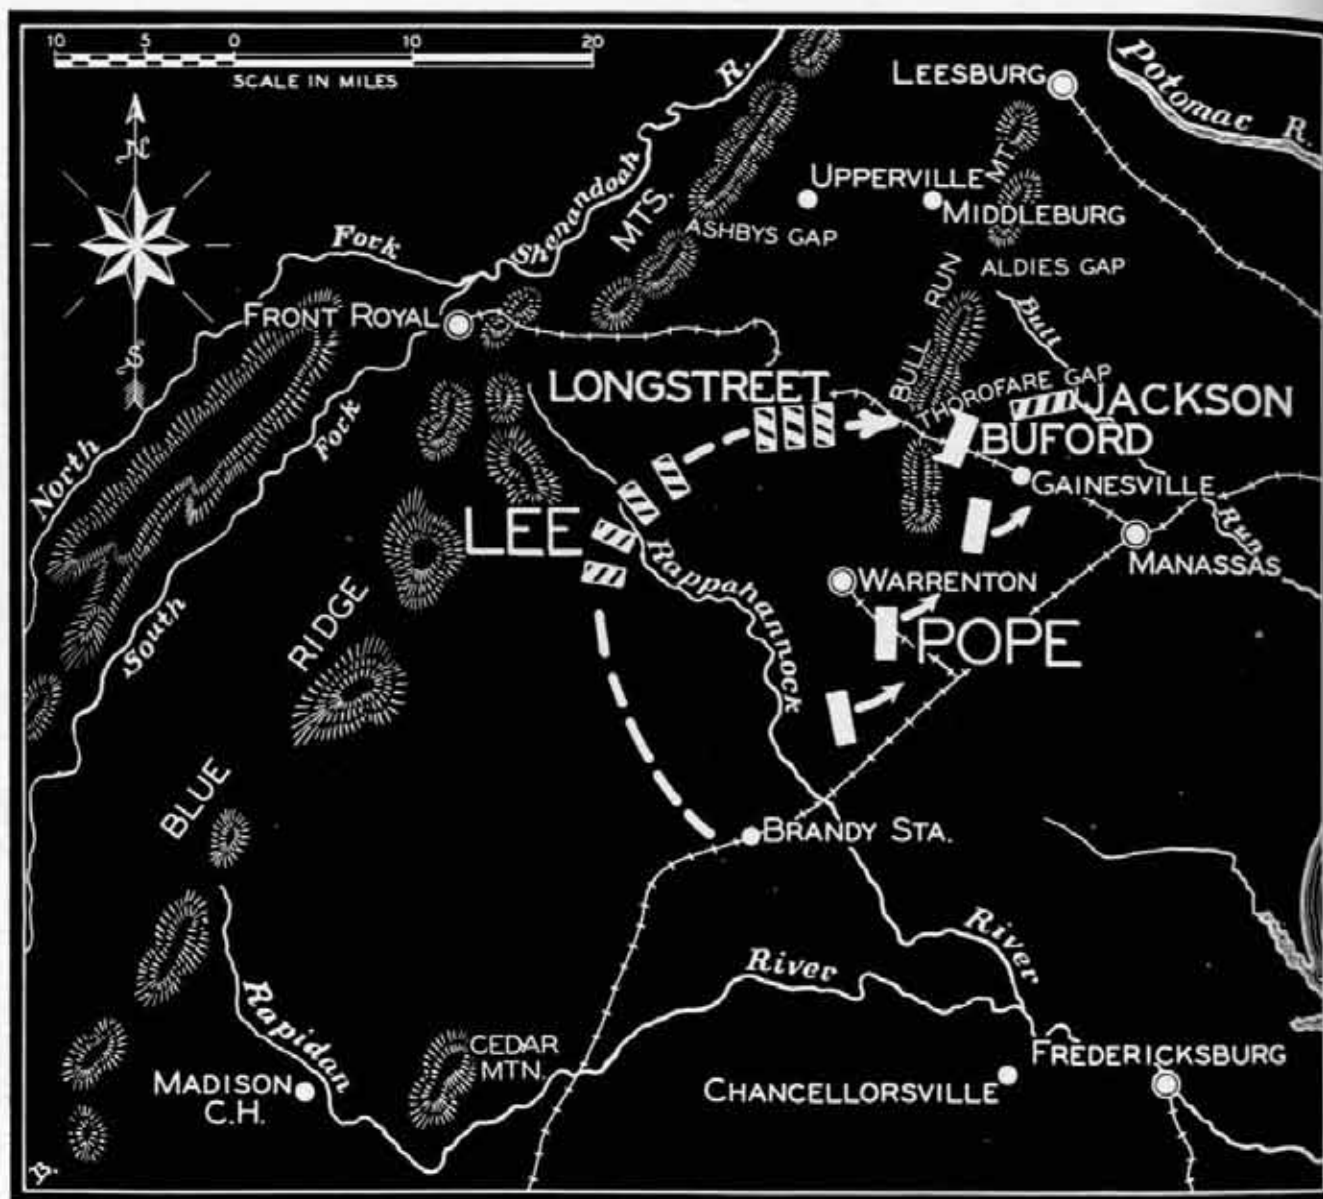 10 5 0 10 20
SCALE IN MILES
N
S
R.
LEESBURG
Potomac R.
UPPERVILLE
MT.
MIDDLEBURG
Shenandoah
MTS.
ASHBYS GAP
ALDIES GAP
Fork
FRONT ROYAL
BULL RUN
Bull
LONGSTREET
THOROFARE GAP
JACKSON
BUFORD
Fork
North
GAINESVILLE
Run
LEE
MANASSAS
Rappahannock
WARRENTON
POPE
RIDGE
South
BLUE
BRANDY STA.
River
River
Rapidan
CEDAR
MTN.
MADISON
C.H.
FREDERICKSBURG
CHANCELLORSVILLE
B.